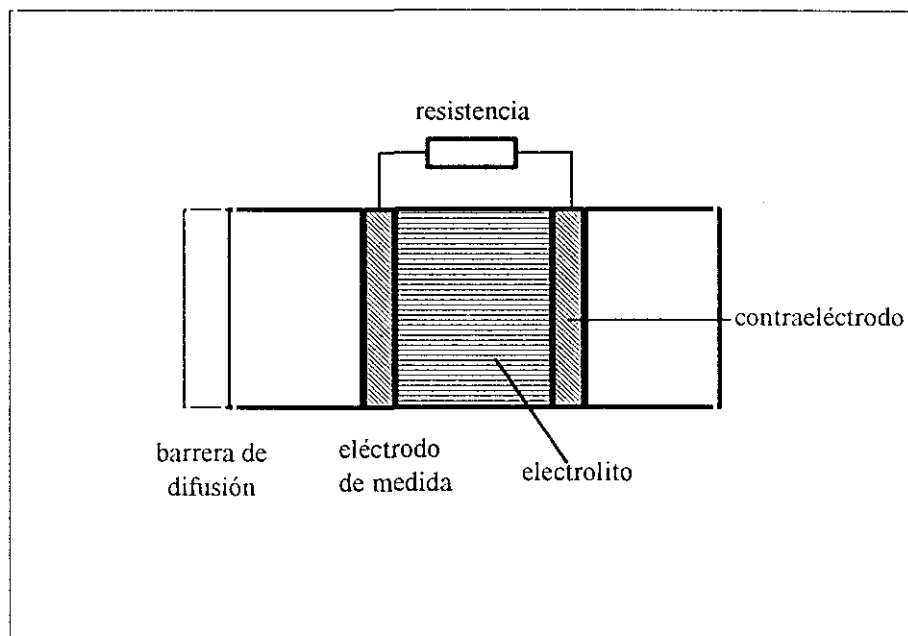 resistencia
contraeléctrodo
barrera de
difusión
eléctrodo
de medida
electrolito